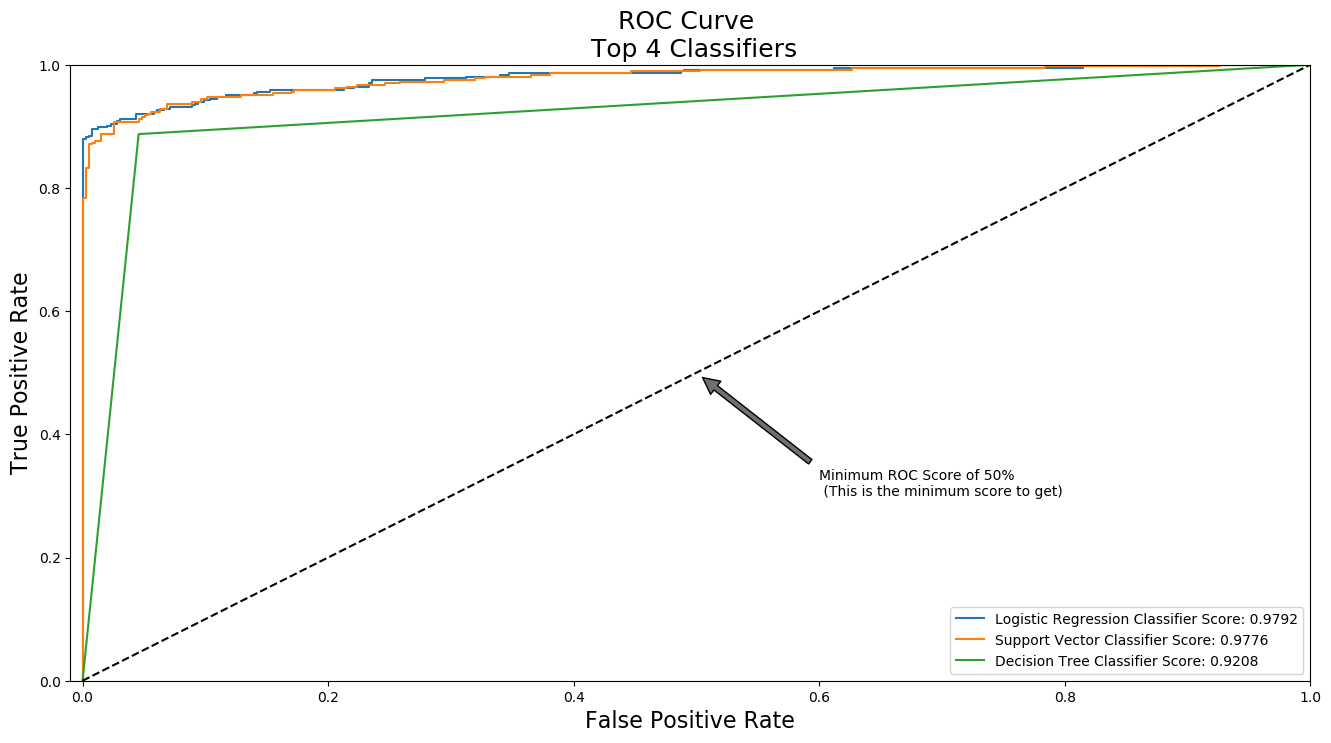 ROC Curve
Top 4 Classifiers
1.0
0.8
0.6
0.4
0.2
0.0
True Positive Rate
Minimum ROC Score of 50%
(This is the minimum score to get)
Logistic Regression Classifier Score: 0.9792
Support Vector Classifier Score: 0.9776
Decision Tree Classifier Score: 0.9208
0.0 0.2 0.4 0.6 0.8 1.0
False Positive Rate